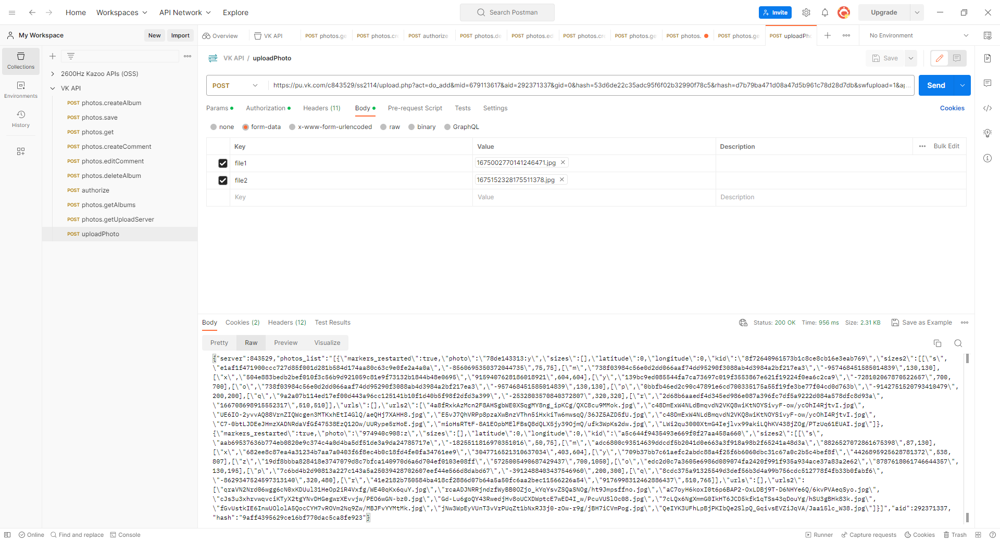 Home
Workspaces
API Network
Explore
Search Postman
Invite
Upgrade
My Workspace
New
Import
Overview
VK API
POST photos.ge
POST photos.cre
POST authorize
POST photos.de
POST photos.ed
POST photos.cre
POST photos.ge
POST photos.
POST photos.ge
POST uploadPho
No Environment
Collections
Environments
History
2600Hz Kazoo APIs (OSS)
VK API
POST photos.createAlbum
POST photos.save
POST photos.get
POST photos.createComment
POST photos.editComment
POST photos.deleteAlbum
POST authorize
POST photos.getAlbums
POST photos.getUploadServer
POST uploadPhoto
HTTP VK API / uploadPhoto
Save
POST
https://pu.vk.com/c843529/ss2114/upload.php?act=do_add&mid=679113617&aid=292371337&gid=0&hash=53d6de22c35adc95f6f02b32990f78c5&rhash=d7b79ba471d08a47d5b961c78d28d7db&swfupload=1&ap...
Send
Params
Authorization
Headers (11)
Body
Pre-request Script
Tests
Settings
Cookies
none
form-data
x-www-form-urlencoded
raw
binary
GraphQL
Key Value Description
Bulk Edit
file1 1675002770141246471.jpg
file2 1675152328175511378.jpg
Key Value Description
Body
Cookies (2)
Headers (12)
Test Results
Status: 200 OK
Time: 956 ms
Size: 2.31 KB
Save as Example
Pretty
Raw
Preview
Visualize
{"server":843529,"photos_list":"[{\"markers_restarted\":true,\"photo\":\"78de143313:y\",\"sizes\":[],\"latitude\":0,\"longitude\":0,\"kid\":\"8f72640961573b1c8ce8cb16e3eab769\",\"sizes2\":[[\"s\",
\"e1af1f471900ccc727d85f001d281b584d174aa80c63c9e0fe2a4a0a\",\"-8560695350372044735\",75,75],[\"m\",\"738f03984c56e0d2dd066aaf74dd95290f3088ab4d3984a2bf217ea3\",\"-957468451585014839\",130,130],
[\"x\",\"504e883bedb2bef010f3c56b9d921059c81e9f73132b1844b48e0695\",\"9159407628186018921\",604,604],[\"y\",\"139bc9ed085544fa7ca73697c019f3553867e621f19224f0ea6c2ca9\",\"-728102067870522657\",700,
700],[\"o\",\"738f03984c56e0d2dd066aaf74dd95290f3088ab4d3984a2bf217ea3\",\"-957468451585014839\",130,130],[\"p\",\"0bbfb46ed2c90c47891e6cd700335175a55f19fe3be77f04cd0d763b\",\"-9142751520793410479\",
200,200],[\"q\",\"9a2a07b114ed17ef00d443a96cc125141b10f1d40b5f98f2dfd3a399\",\"-2532803570840372807\",320,320],[\"r\",\"2d68b6aaedf4d345ed986e087a396fc7df5a9222d084a578dfc8d93a\",
\"166708698915552317\",510,510]],\"urls\":[],\"urls2\":[\"4a8fRxkAzMcn2F8AHSgbWE0XSqgMY8ng_ipKCg/QXC8cu9MMok.jpg\",\"c48DmExW4NLdBmqvdN2VKQ8wiKtNOYSivyF-ow/ycOhI4RjtvI.jpg\",
\"UE6IO-2yvvAQ88VrnZIQWcgen3MTKxhEtI4GlQ/aeQHj7XAHH8.jpg\",\"E5vJ7QhVRPp8pzaXwBnzVThn5iHxkiTw6mwsqQ/36JZ5AZD5fU.jpg\",\"c48DmExW4NLdBmqvdN2VKQ8wiKtNOYSivyF-ow/ycOhI4RjtvI.jpg\",
\"C7-0btLJDEeJHmzXADNRdaVfGf47538EzQ12Ow/UURype5rHoE.jpg\",\"mioHsRTtF-8A1EOpbMElFBsQ8dQLX5jy39OjmQ/ufk3WpKs2dw.jpg\",\"LWi2qu3000XtmG4Iejlvx99akiLQhKV438jZOg/PTzUq61EUAI.jpg\"]},
{\"markers_restarted\":true,\"photo\":\"974940c908:z\",\"sizes\":[],\"latitude\":0,\"longitude\":0,\"kid\":\"a5c644f9435493e669f0f27aa458a660\",\"sizes2\":[[\"s\",
\"aab69537636b774eb0820e9c374c4a0d4ba5df51de3a9da24785717e\",\"-1825511816970351016\",50,75],[\"m\",\"adc6800c93514639ddcdf5b2041d0e663a3f918a98b2f65241a48d3a\",\"8826527072861675398\",87,130],
[\"x\",\"682ee8c87ea4a31234b7aa7a0403f6f8ec4b0c18fd4fe0fa34761ee9\",\"3047716521310637034\",403,604],[\"y\",\"709b37bb7c61aefc2abdc88a4f25f6b6060dbc31c67a0c2b5c4bef8f\",\"4426895925628781372\",538,
807],[\"z\",\"19df8bbba828418e3747079d8c7bfca140970d6a6d704ef0103e08ff\",\"5725005490687429437\",700,1050],[\"o\",\"edc2d0c7a3605e6986d089074fa2420f991f935a934ace37a83a2e62\",\"8787618061746644357\",
130,195],[\"p\",\"7c6bd4b2d90813a227c143a5a25039428702607eef44e566d8dabd67\",\"-3912488403437546960\",200,300],[\"q\",\"8cdc375a91325549d3def56b3d4a99b756cdc512778f4fb33b0fabf6\",
\"-8629347524597313140\",320,480],[\"r\",\"41e2182b750584ba418cf2886d07b64a5a50fc6aa2bec11566226a54\",\"9176998312462886437\",510,765]],\"urls\":[],\"urls2\":
[\"qraVN2Nrd06wgg6cN0xKDUul31HeOp2iR4Vxfg/WE40qKx6quY.jpg\",\"rcaADJNRRjndzfWyBB0OZjo_kYqYsvZSQaSNOg/ht9Jmpsffno.jpg\",\"aC7oyH6koxI0t6p6BAP2-OxLDBj9T-D6NHYe6Q/6kvPVAeqSyo.jpg\",
\"cJs3u3xhrvwqvciKTyX2tgYNvDHGegwrXEvvjw/PEO6wGN-bz0.jpg\",\"Gd-Lu6goQY43RwedjHv8oUCXDWptcE7wED4I_w/PcuVUSlOc08.jpg\",\"7cLQx6NgXmmG0IkHT6JCD5kfk1qTSs43qDouYg/hSU3gBHk83k.jpg\",
\"fGvUstkIE6InwUOlolA5QocCYH7vROVm2Nq9Zw/MBJFvYYMtMk.jpg\",\"jNw3WpEyVUnT3vVrPUqZt1bNxRJ3j0-zOw-r9g/jBH7iCVmPog.jpg\",\"QeIYK3UFhLpBjPKIbQe2SlpQ_GqivsEVZiJqVA/Jaa15lc_W38.jpg\"]}]","aid":292371337,
"hash":"9aff4395629ce16bf770dac5ca8fe923"}
Online
Find and replace
Console
Runner
Capture requests
Cookies
Trash